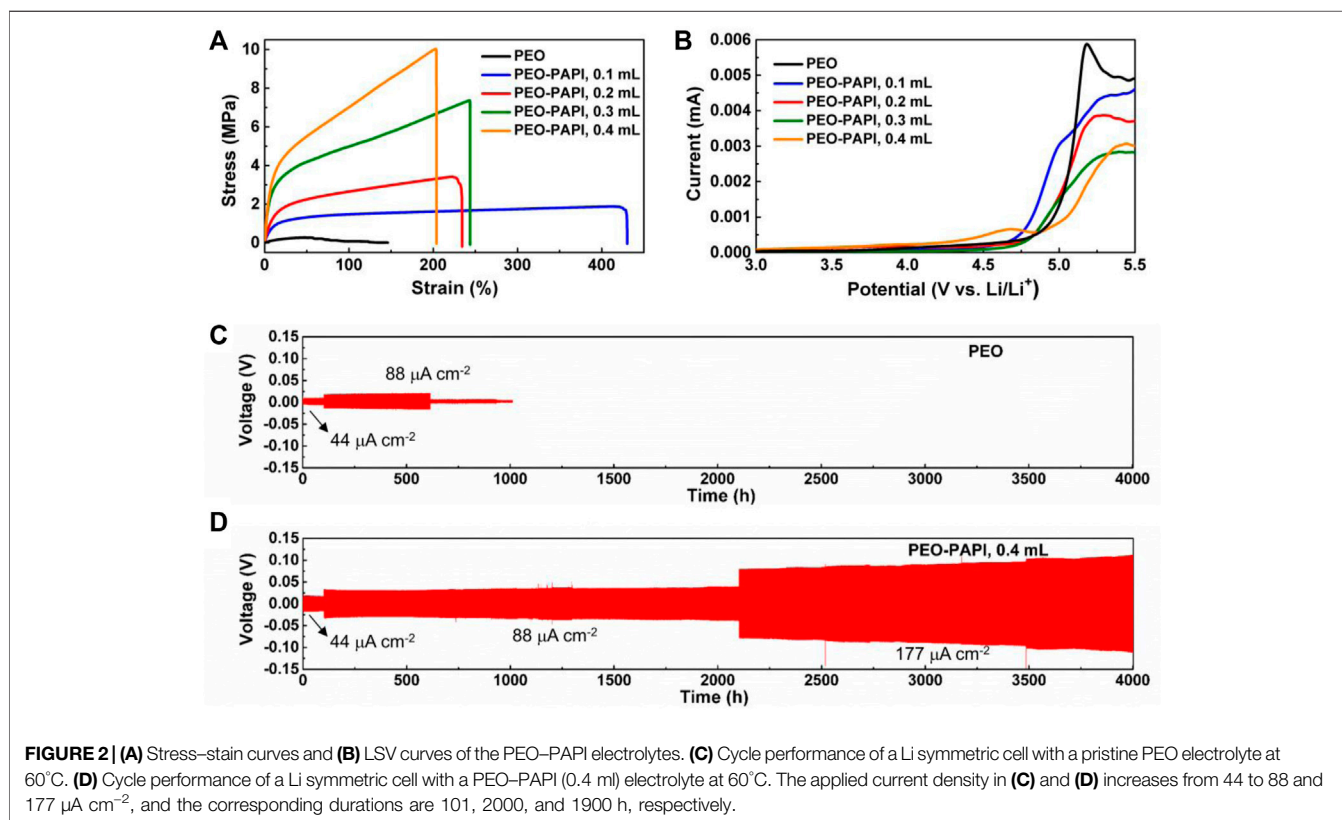 A
B
10
8
6
4
2
0
Stress (MPa)
PEO
PEO-PAPI, 0.1 mL
PEO-PAPI, 0.2 mL
PEO-PAPI, 0.3 mL
PEO-PAPI, 0.4 mL
0 100 200 300 400
Strain (%)
0.006
0.005
0.004
0.003
0.002
0.001
0.000
Current (mA)
PEO
PEO-PAPI, 0.1 mL
PEO-PAPI, 0.2 mL
PEO-PAPI, 0.3 mL
PEO-PAPI, 0.4 mL
3.0 3.5 4.0 4.5 5.0 5.5
Potential (V vs. Li/Li⁺)
C
0.15
0.10
0.05
0.00
-0.05
-0.10
-0.15
Voltage (V)
PEO
88 µA cm⁻²
44 µA cm⁻²
0 500 1000 1500 2000 2500 3000 3500 4000
Time (h)
D
0.15
0.10
0.05
0.00
-0.05
-0.10
-0.15
Voltage (V)
PEO-PAPI, 0.4 mL
44 µA cm⁻²
88 µA cm⁻²
177 µA cm⁻²
0 500 1000 1500 2000 2500 3000 3500 4000
Time (h)
FIGURE 2 | (A) Stress–stain curves and (B) LSV curves of the PEO–PAPI electrolytes. (C) Cycle performance of a Li symmetric cell with a pristine PEO electrolyte at
60°C. (D) Cycle performance of a Li symmetric cell with a PEO–PAPI (0.4 ml) electrolyte at 60°C. The applied current density in (C) and (D) increases from 44 to 88 and
177 µA cm⁻², and the corresponding durations are 101, 2000, and 1900 h, respectively.